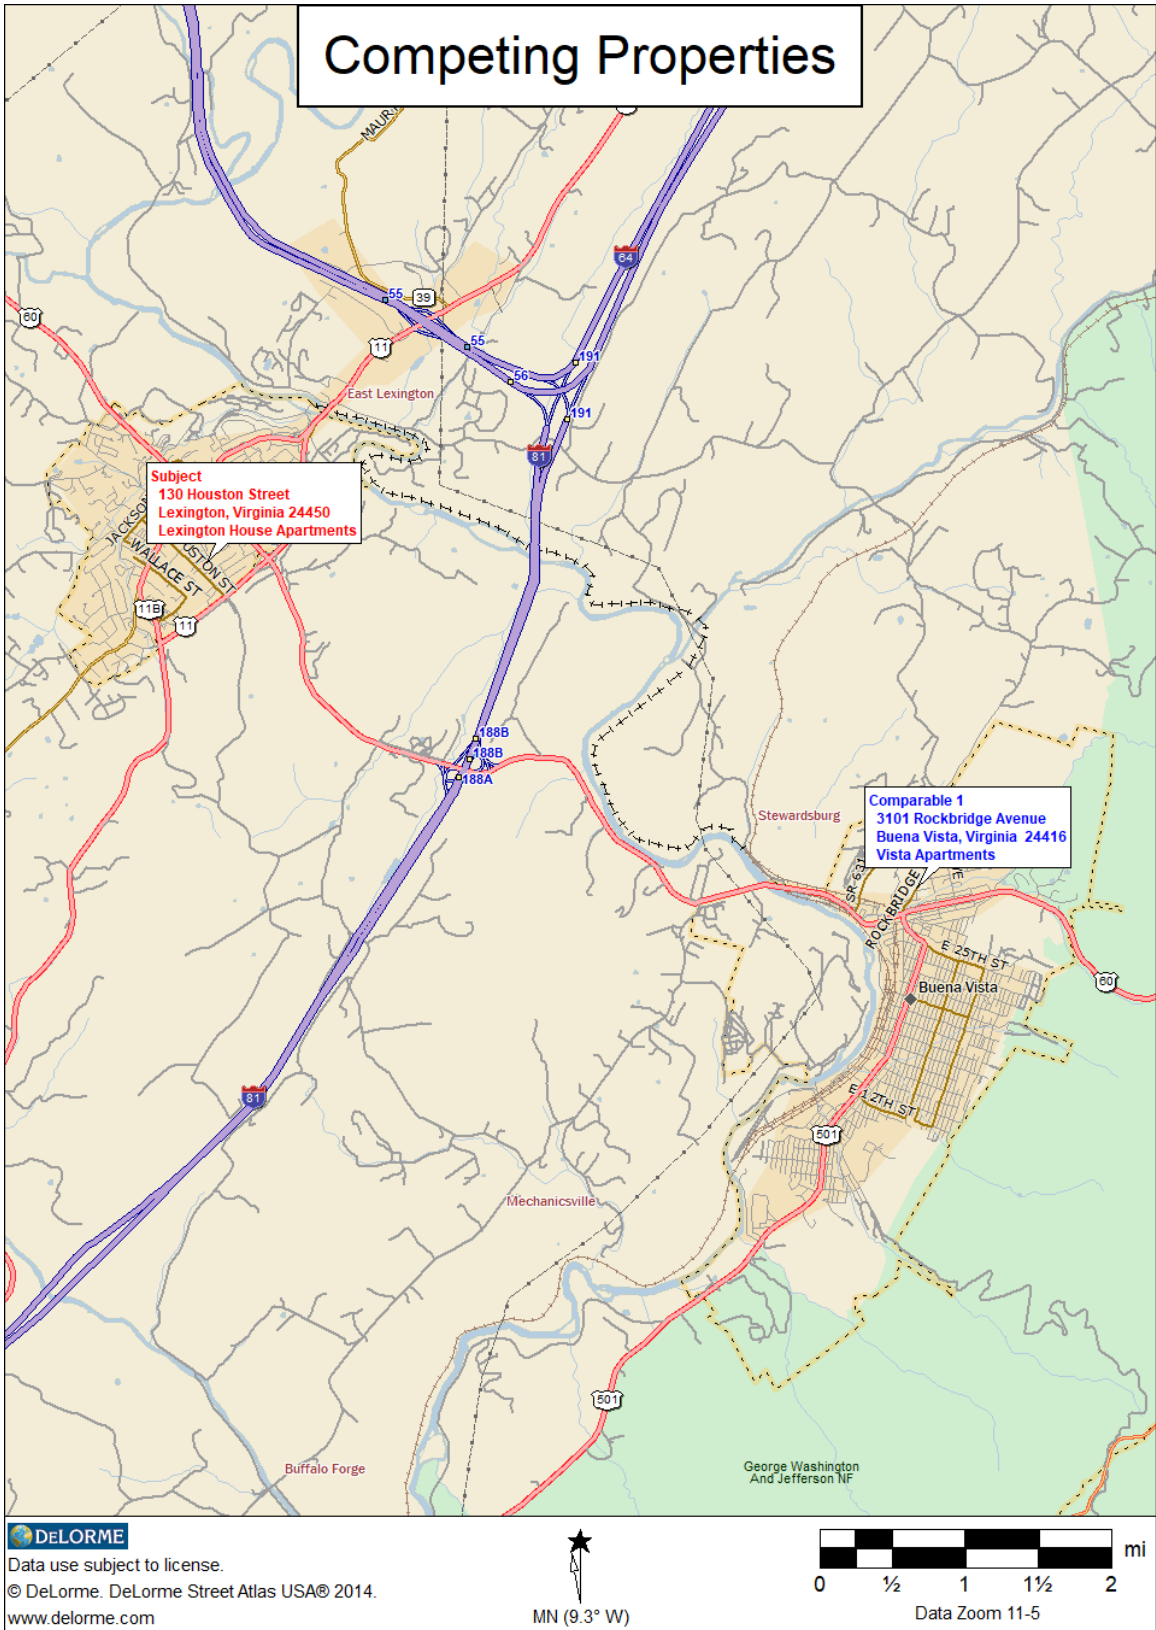 Competing Properties
MAUR
64
55
39
60
55
11
191
56
East Lexington
191
81
Subject
130 Houston Street
Lexington, Virginia 24450
Lexington House Apartments
JACKSON
WALLACE ST
USTON ST
11B
11
188B
188B
188A
Comparable 1
3101 Rockbridge Avenue
Buena Vista, Virginia 24416
Vista Apartments
Stewardsburg
SR 631
ROCKBRIDGE
E 25TH ST
60
Buena Vista
81
E 12TH ST
501
Mechanicsville
501
Buffalo Forge
George Washington
And Jefferson NF
DELORME
Data use subject to license.
© DeLorme. DeLorme Street Atlas USA® 2014.
www.delorme.com
MN (9.3° W)
mi
0 ½ 1 1½ 2
Data Zoom 11-5